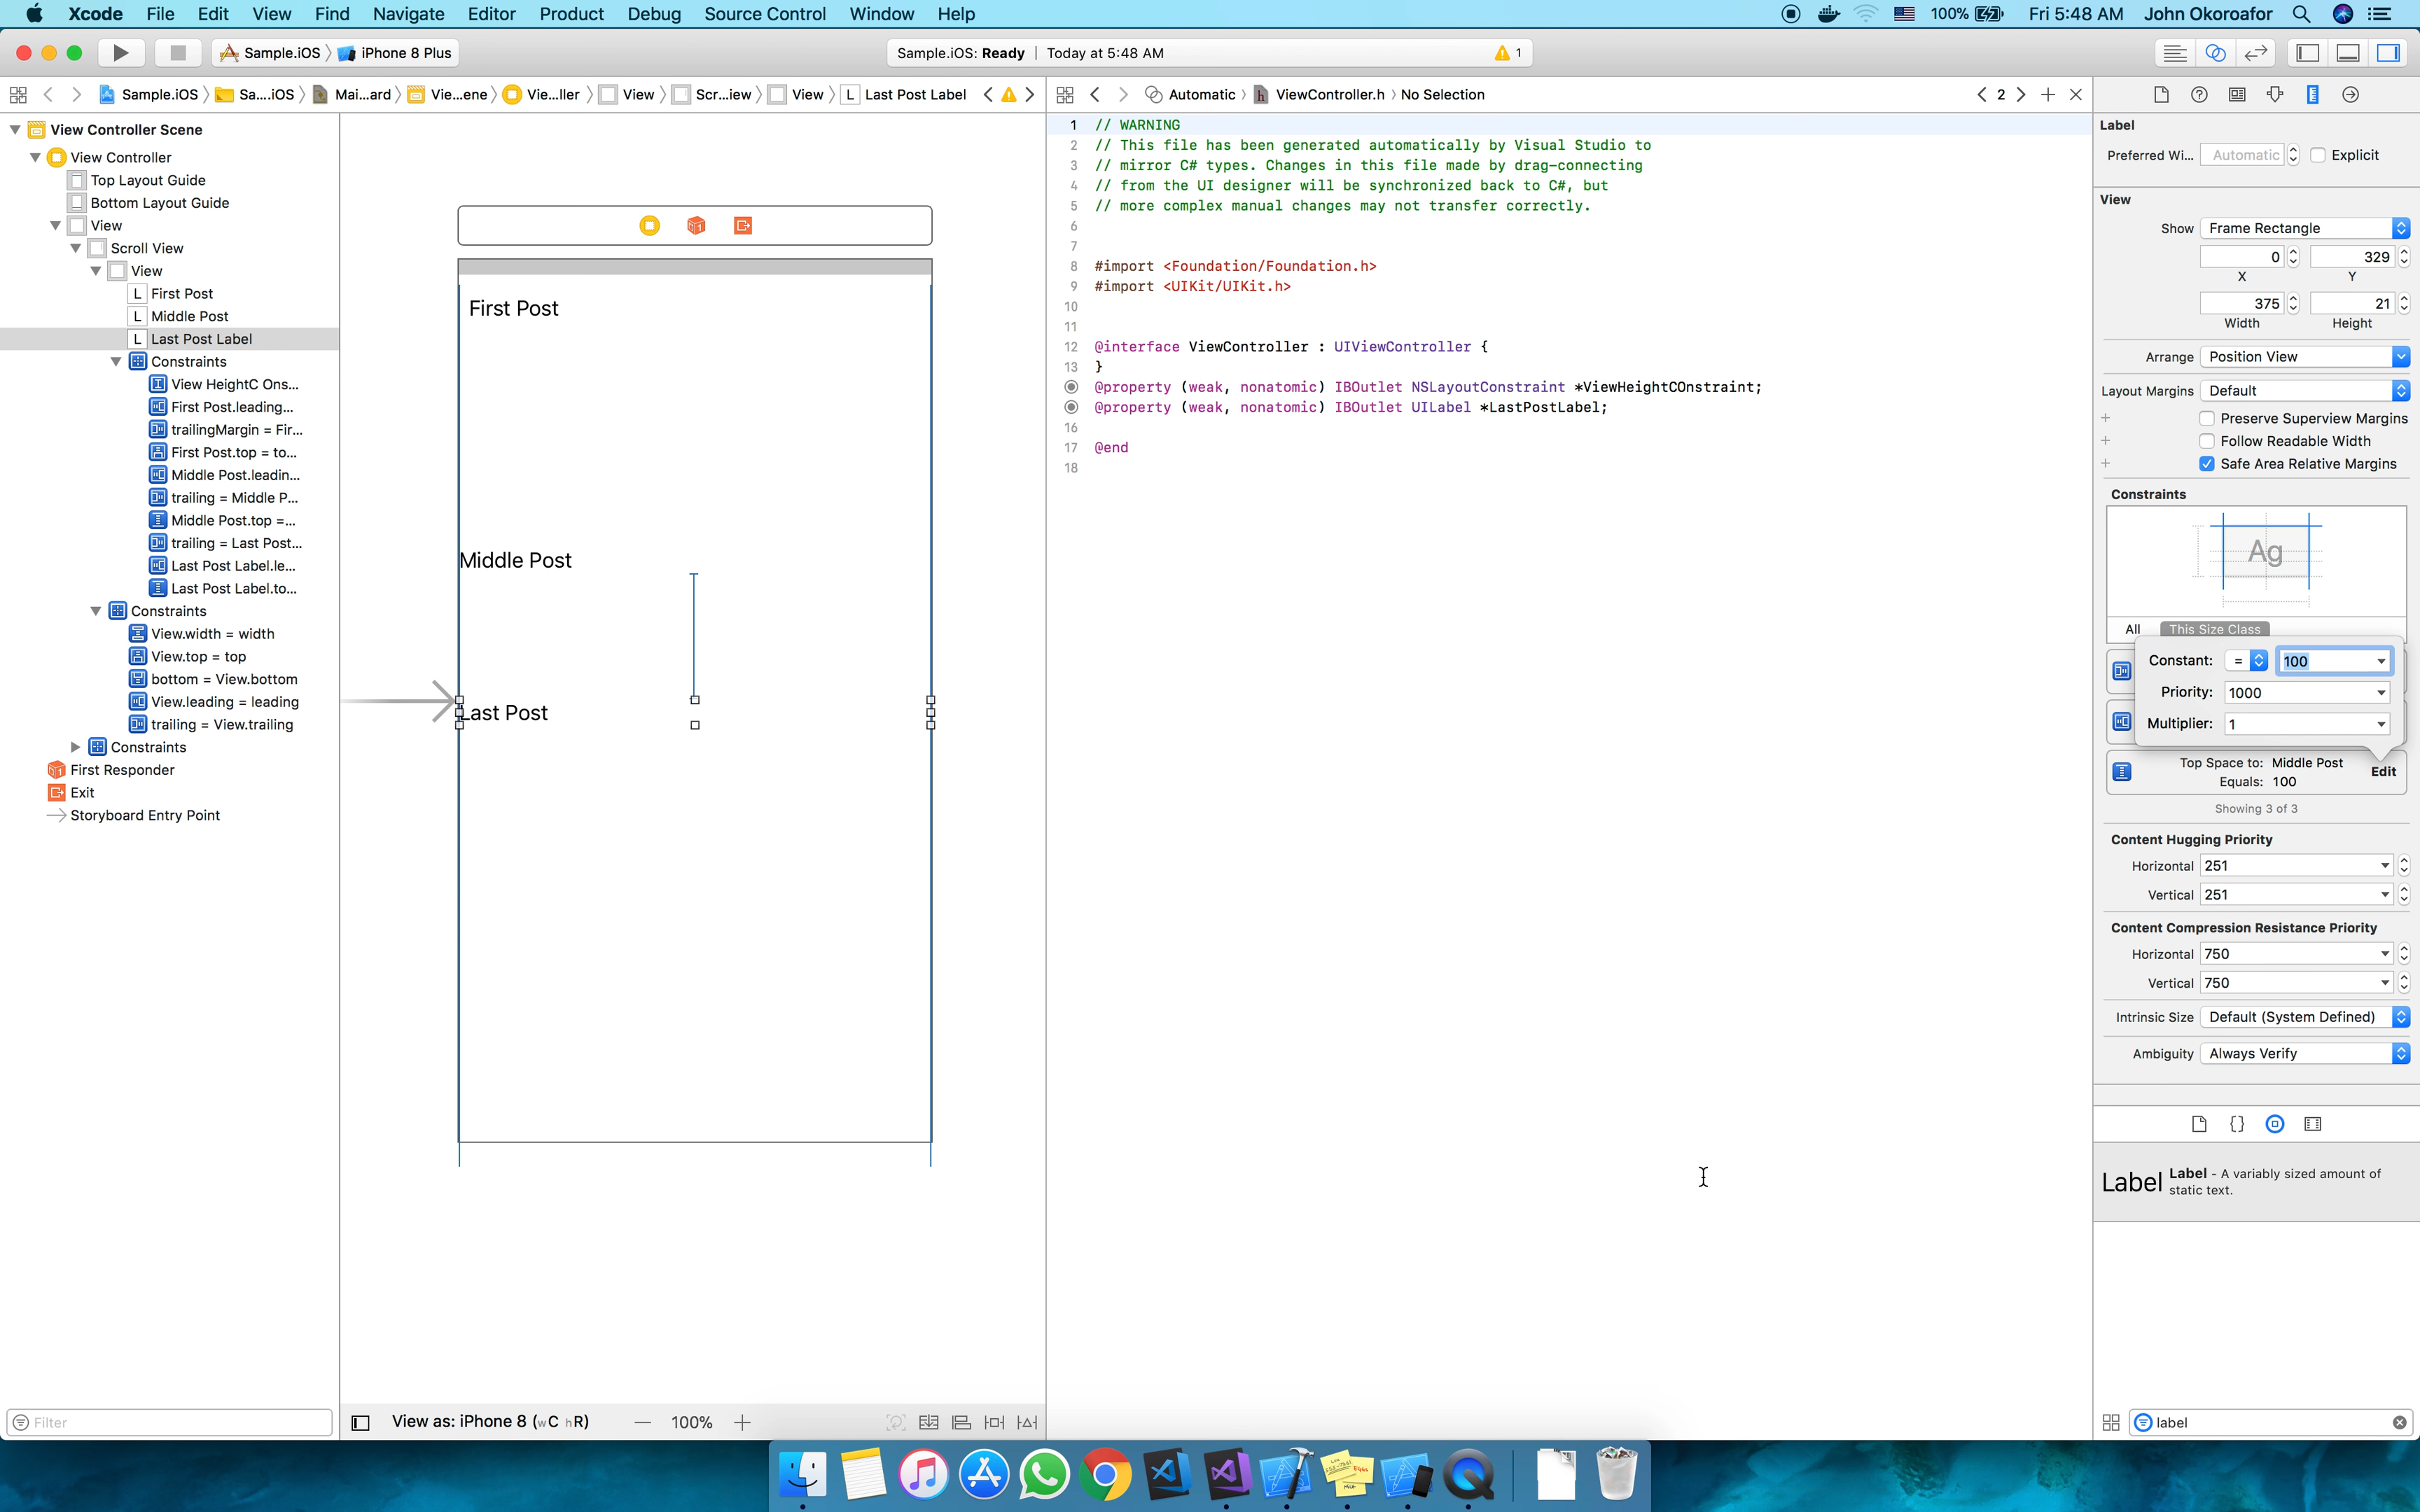 Xcode File Edit View Find Navigate Editor Product Debug Source Control Window Help 100% Fri 5:48 AM John Okoroafor
Sample.iOS iPhone 8 Plus Sample.iOS: Ready | Today at 5:48 AM 1
Sample.iOS Sa....iOS Mai...ard Vie...ene Vie...ller View Scr...iew View L Last Post Label
Automatic h ViewController.h No Selection 2
View Controller Scene
View Controller
Top Layout Guide
Bottom Layout Guide
View
Scroll View
View
L First Post
L Middle Post
L Last Post Label
Constraints
View HeightC Ons...
First Post.leading...
trailingMargin = Fir...
First Post.top = to...
Middle Post.leadin...
trailing = Middle P...
Middle Post.top =...
trailing = Last Post...
Last Post Label.le...
Last Post Label.to...
Constraints
View.width = width
View.top = top
bottom = View.bottom
View.leading = leading
trailing = View.trailing
Constraints
First Responder
Exit
Storyboard Entry Point
Filter
First Post
Middle Post
Last Post
View as: iPhone 8 (wC hR) — 100% +
1 // WARNING
2 // This file has been generated automatically by Visual Studio to
3 // mirror C# types. Changes in this file made by drag-connecting
4 // from the UI designer will be synchronized back to C#, but
5 // more complex manual changes may not transfer correctly.
6
7
8 #import <Foundation/Foundation.h>
9 #import <UIKit/UIKit.h>
10
11
12 @interface ViewController : UIViewController {
13 }
@property (weak, nonatomic) IBOutlet NSLayoutConstraint *ViewHeightCOnstraint;
@property (weak, nonatomic) IBOutlet UILabel *LastPostLabel;
16
17 @end
18
Label
Preferred Wi... Automatic Explicit
View
Show Frame Rectangle
0 329
X Y
375 21
Width Height
Arrange Position View
Layout Margins Default
Preserve Superview Margins
Follow Readable Width
Safe Area Relative Margins
Constraints
Ag
All This Size Class
Constant: = 100
Priority: 1000
Multiplier: 1
Top Space to: Middle Post
Equals: 100
Edit
Showing 3 of 3
Content Hugging Priority
Horizontal 251
Vertical 251
Content Compression Resistance Priority
Horizontal 750
Vertical 750
Intrinsic Size Default (System Defined)
Ambiguity Always Verify
Label Label - A variably sized amount of
static text.
label